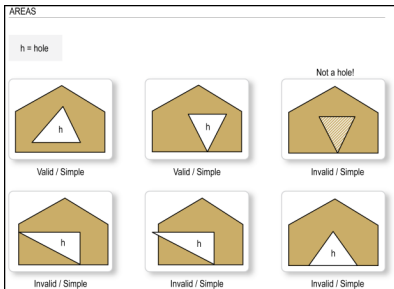 AREAS
h = hole
Not a hole!
h
h
Valid / Simple
Valid / Simple
Invalid / Simple
h
h
h
Invalid / Simple
Invalid / Simple
Invalid / Simple